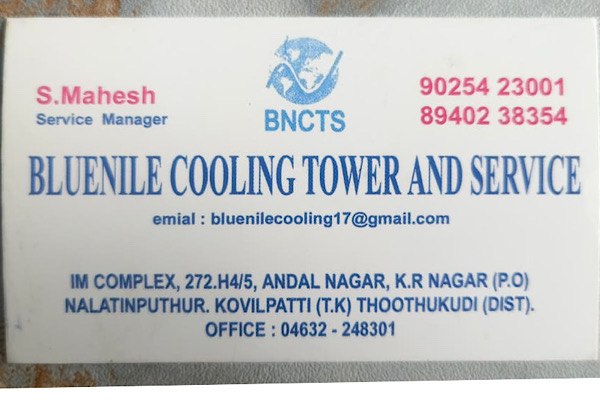 S.Mahesh
Service Manager
BNCTS
90254 23001
89402 38354
BLUENILE COOLING TOWER AND SERVICE
emial : bluenilecooling17@gmail.com
IM COMPLEX, 272.H4/5, ANDAL NAGAR, K.R NAGAR (P.O)
NALATINPUTHUR. KOVILPATTI (T.K) THOOTHUKUDI (DIST).
OFFICE : 04632 - 248301